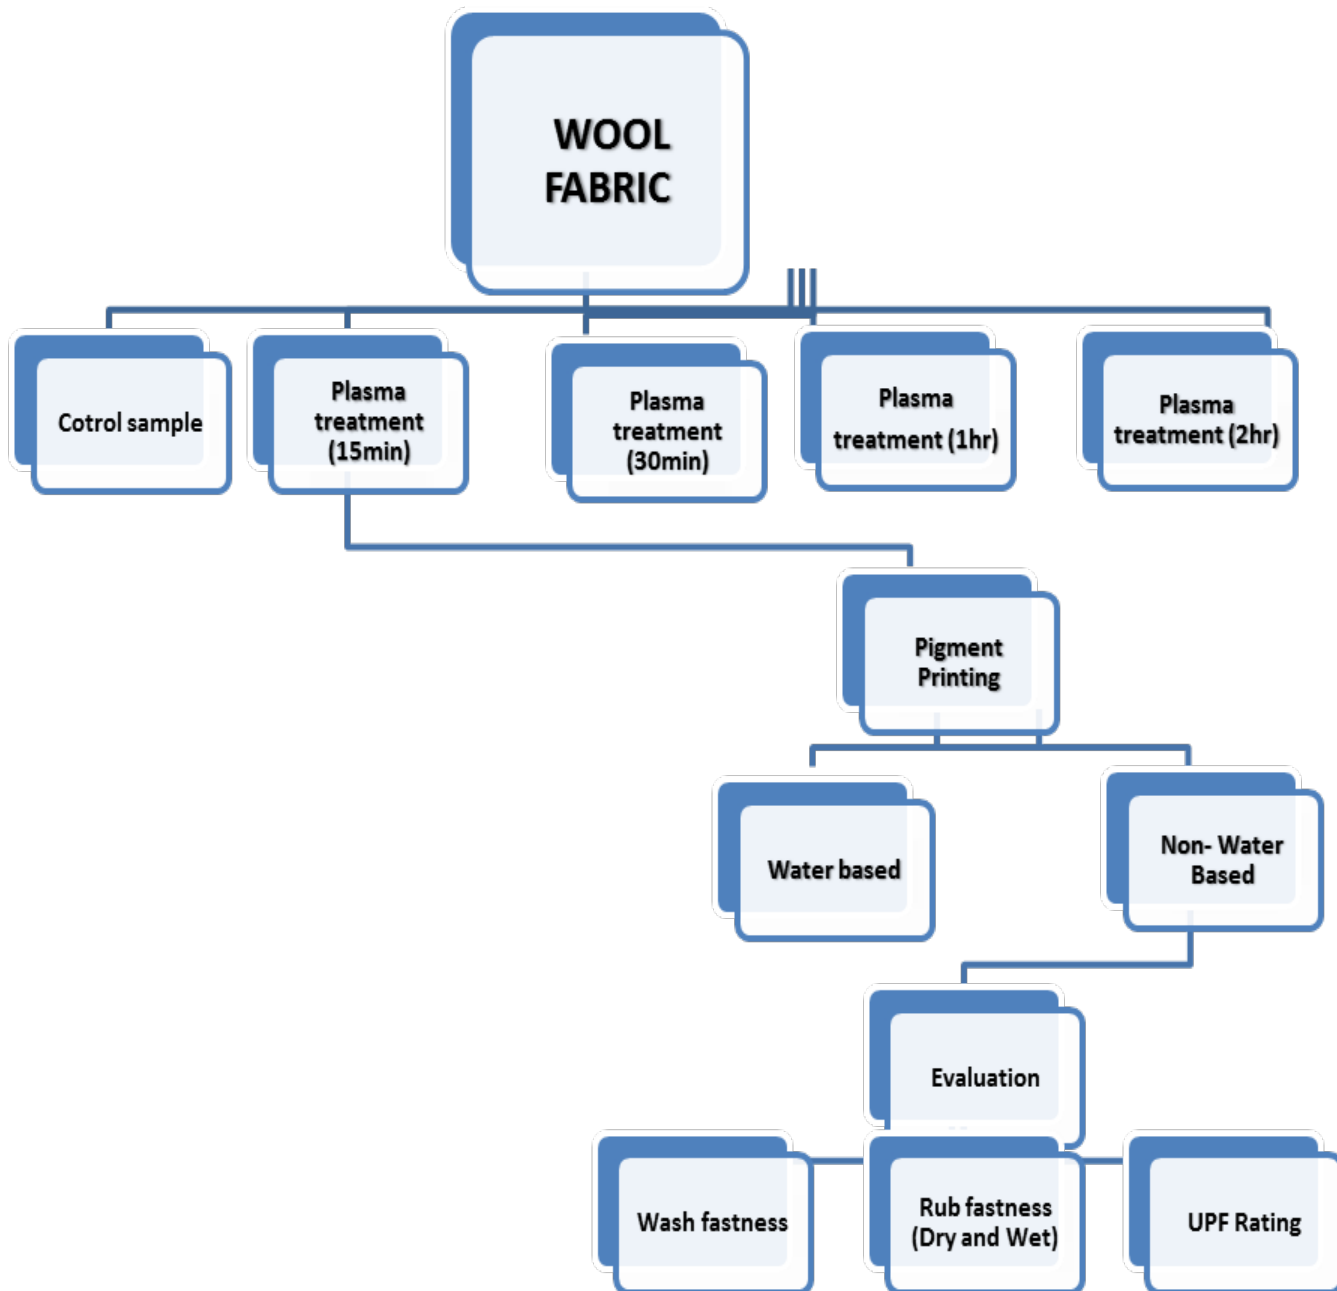 WOOL
FABRIC
Cotrol sample
Plasma
treatment
(15min)
Plasma
treatment
(30min)
Plasma
treatment (1hr)
Plasma
treatment (2hr)
Pigment
Printing
Water based
Non- Water
Based
Evaluation
Wash fastness
Rub fastness
(Dry and Wet)
UPF Rating